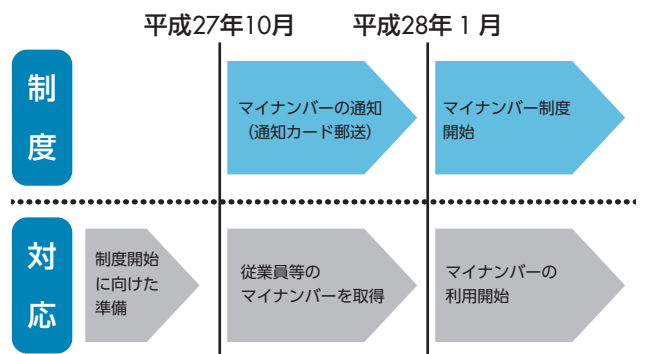 平成27年10月
平成28年1月
制度
マイナンバーの通知
(通知カード郵送)
マイナンバー制度
開始
対応
制度開始
に向けた
準備
従業員等の
マイナンバーを取得
マイナンバーの
利用開始